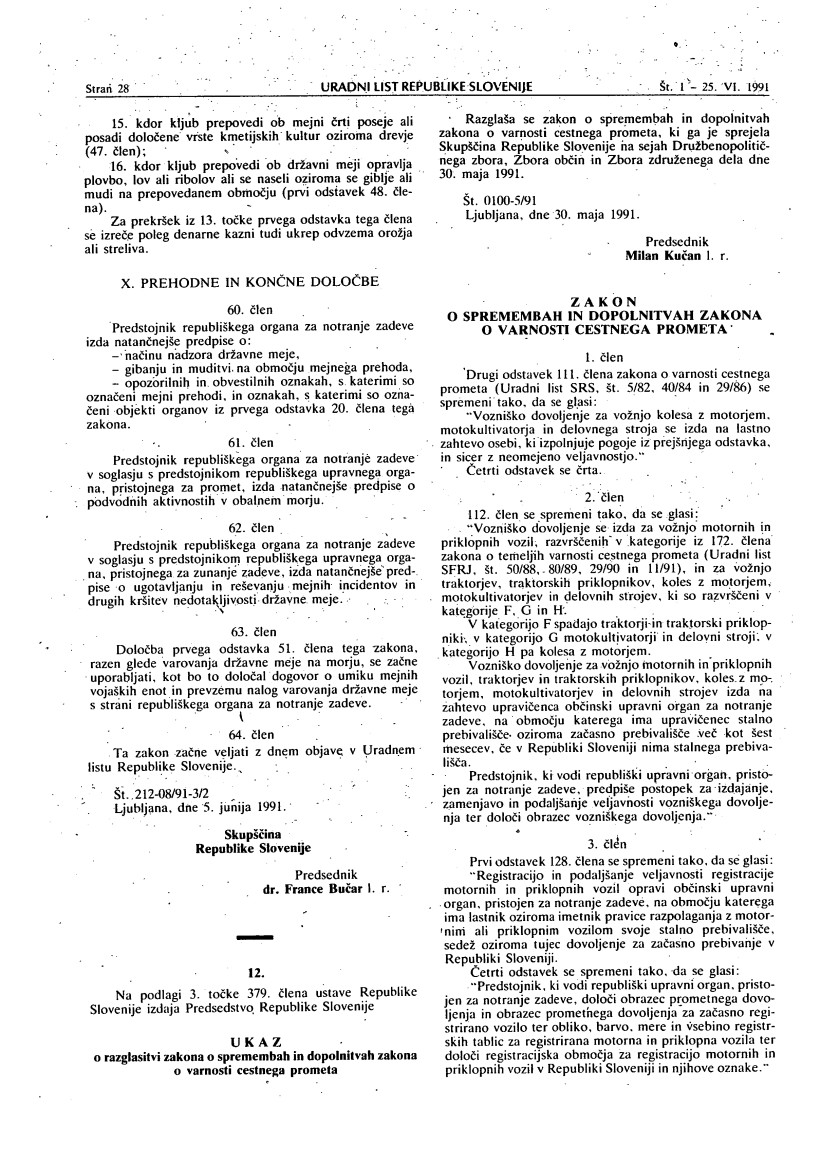 Stran 28
URADNI LIST REPUBLIKE SLOVENIJE
Št. 1 – 25. VI. 1991
15. kdor kljub prepovedi ob mejni črti poseje ali
posadi določene vrste kmetijskih kultur oziroma drevje
(47. člen);
16. kdor kljub prepovedi ob državni meji opravlja
plovbo, lov ali ribolov ali se naseli oziroma se giblje ali
mudi na prepovedanem območju (prvi odstavek 48. čle-
na).
Za prekršek iz 13. točke prvega odstavka tega člena
se izreče poleg denarne kazni tudi ukrep odvzema orožja
ali streliva.
X. PREHODNE IN KONČNE DOLOČBE
60. člen
Predstojnik republiškega organa za notranje zadeve
izda natančnejše predpise o:
– načinu nadzora državne meje,
– gibanju in muditvi na območju mejnega prehoda,
– opozorilnih in obvestilnih oznakah, s katerimi so
označeni mejni prehodi, in oznakah, s katerimi so ozna-
čeni objekti organov iz prvega odstavka 20. člena tega
zakona.
61. člen
Predstojnik republiškega organa za notranje zadeve
v soglasju s predstojnikom republiškega upravnega orga-
na, pristojnega za promet, izda natančnejše predpise o
podvodnih aktivnostih v obalnem morju.
62. člen
Predstojnik republiškega organa za notranje zadeve
v soglasju s predstojnikom republiškega upravnega orga-
na, pristojnega za zunanje zadeve, izda natančnejše pred-
pise o ugotavljanju in reševanju mejnih incidentov in
drugih kršitev nedotakljivosti državne meje.
63. člen
Določba prvega odstavka 51. člena tega zakona,
razen glede varovanja državne meje na morju, se začne
uporabljati, kot bo to določal dogovor o umiku mejnih
vojaških enot in prevzemu nalog varovanja državne meje
s strani republiškega organa za notranje zadeve.
64. člen
Ta zakon začne veljati z dnem objave v Uradnem
listu Republike Slovenije.
Št. 212-08/91-3/2
Ljubljana, dne 5. junija 1991.
Skupščina
Republike Slovenije
Predsednik
dr. France Bučar l. r.
12.
Na podlagi 3. točke 379. člena ustave Republike
Slovenije izdaja Predsedstvo Republike Slovenije
UKAZ
o razglasitvi zakona o spremembah in dopolnitvah zakona
o varnosti cestnega prometa
Razglaša se zakon o spremembah in dopolnitvah
zakona o varnosti cestnega prometa, ki ga je sprejela
Skupščina Republike Slovenije na sejah Družbenopolitič-
nega zbora, Zbora občin in Zbora združenega dela dne
30. maja 1991.
Št. 0100-5/91
Ljubljana, dne 30. maja 1991.
Predsednik
Milan Kučan l. r.
ZAKON
O SPREMEMBAH IN DOPOLNITVAH ZAKONA
O VARNOSTI CESTNEGA PROMETA
1. člen
Drugi odstavek 111. člena zakona o varnosti cestnega
prometa (Uradni list SRS, št. 5/82, 40/84 in 29/86) se
spremeni tako, da se glasi:
"Vozniško dovoljenje za vožnjo kolesa z motorjem,
motokultivatorja in delovnega stroja se izda na lastno
zahtevo osebi, ki izpolnjuje pogoje iz prejšnjega odstavka,
in sicer z neomejeno veljavnostjo."
Četrti odstavek se črta.
2. člen
112. člen se spremeni tako, da se glasi:
"Vozniško dovoljenje se izda za vožnjo motornih in
priklopnih vozil, razvrščenih v kategorije iz 172. člena
zakona o temeljih varnosti cestnega prometa (Uradni list
SFRJ, št. 50/88, 80/89, 29/90 in 11/91), in za vožnjo
traktorjev, traktorskih priklopnikov, koles z motorjem,
motokultivatorjev in delovnih strojev, ki so razvrščeni v
kategorije F, G in H.
V kategorijo F spadajo traktorji in traktorski priklop-
niki, v kategorijo G motokultivatorji in delovni stroji, v
kategorijo H pa kolesa z motorjem.
Vozniško dovoljenje za vožnjo motornih in priklopnih
vozil, traktorjev in traktorskih priklopnikov, koles z mo-
torjem, motokultivatorjev in delovnih strojev izda na
zahtevo upravičenca občinski upravni organ za notranje
zadeve, na območju katerega ima upravičenec stalno
prebivališče oziroma začasno prebivališče več kot šest
mesecev, če v Republiki Sloveniji nima stalnega prebiva-
lišča.
Predstojnik, ki vodi republiški upravni organ, pristo-
jen za notranje zadeve, predpiše postopek za izdajanje,
zamenjavo in podaljšanje veljavnosti vozniškega dovolje-
nja ter določi obrazec vozniškega dovoljenja."
3. člen
Prvi odstavek 128. člena se spremeni tako, da se glasi:
"Registracijo in podaljšanje veljavnosti registracije
motornih in priklopnih vozil opravi občinski upravni
organ, pristojen za notranje zadeve, na območju katerega
ima lastnik oziroma imetnik pravice razpolaganja z motor-
nim ali priklopnim vozilom svoje stalno prebivališče,
sedež oziroma tujec dovoljenje za začasno prebivanje v
Republiki Sloveniji.
Četrti odstavek se spremeni tako, da se glasi:
"Predstojnik, ki vodi republiški upravni organ, pristo-
jen za notranje zadeve, določi obrazec prometnega dovo-
ljenja in obrazec prometnega dovoljenja za začasno regi-
strirano vozilo ter obliko, barvo, mere in vsebino registr-
skih tablic za registrirana motorna in priklopna vozila ter
določi registracijska območja za registracijo motornih in
priklopnih vozil v Republiki Sloveniji in njihove oznake."